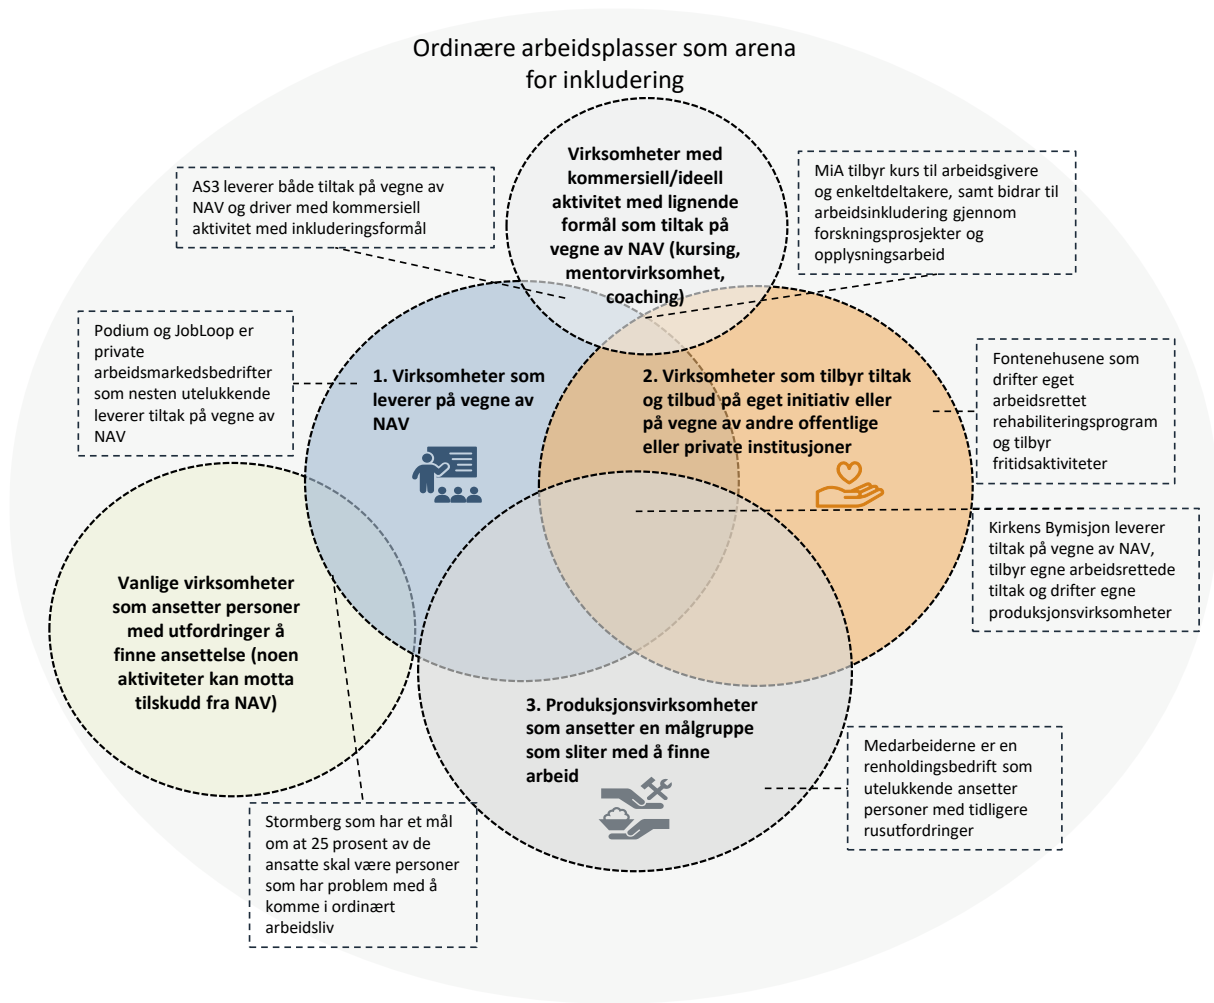 Ordinære arbeidsplasser som arena
for inkludering
Virksomheter med
kommersiell/ideell
aktivitet med lignende
formål som tiltak på
vegne av NAV (kursing,
mentorvirksomhet,
coaching)
AS3 leverer både tiltak på vegne av
NAV og driver med kommersiell
aktivitet med inkluderingsformål
MiA tilbyr kurs til arbeidsgivere
og enkeltdeltakere, samt bidrar til
arbeidsinkludering gjennom
forskningsprosjekter og
opplysningsarbeid
Podium og JobLoop er
private
arbeidsmarkedsbedrifter
som nesten utelukkende
leverer tiltak på vegne av
NAV
1. Virksomheter som
leverer på vegne av
NAV
2. Virksomheter som tilbyr tiltak
og tilbud på eget initiativ eller
på vegne av andre offentlige
eller private institusjoner
Fontenehusene som
drifter eget
arbeidsrettet
rehabiliteringsprogram
og tilbyr
fritidsaktiviteter
Kirkens Bymisjon leverer
tiltak på vegne av NAV,
tilbyr egne arbeidsrettede
tiltak og drifter egne
produksjonsvirksomheter
Vanlige virksomheter
som ansetter personer
med utfordringer å
finne ansettelse (noen
aktiviteter kan motta
tilskudd fra NAV)
3. Produksjonsvirksomheter
som ansetter en målgruppe
som sliter med å finne
arbeid
Medarbeiderne er en
renholdingsbedrift som
utelukkende ansetter
personer med tidligere
rusutfordringer
Stormberg som har et mål
om at 25 prosent av de
ansatte skal være personer
som har problem med å
komme i ordinært
arbeidsliv